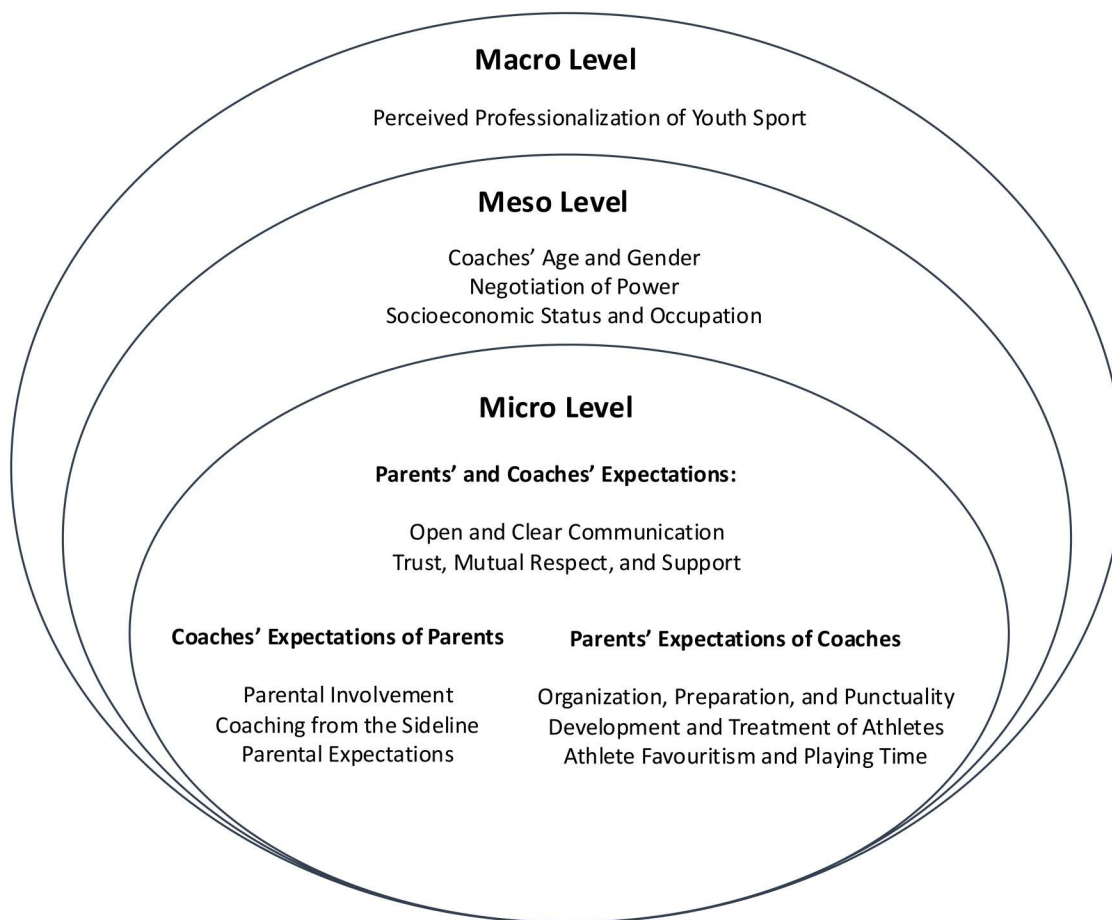 Macro Level
Perceived Professionalization of Youth Sport
Meso Level
Coaches’ Age and Gender
Negotiation of Power
Socioeconomic Status and Occupation
Micro Level
Parents’ and Coaches’ Expectations:
Open and Clear Communication
Trust, Mutual Respect, and Support
Coaches’ Expectations of Parents
Parental Involvement
Coaching from the Sideline
Parental Expectations
Parents’ Expectations of Coaches
Organization, Preparation, and Punctuality
Development and Treatment of Athletes
Athlete Favouritism and Playing Time